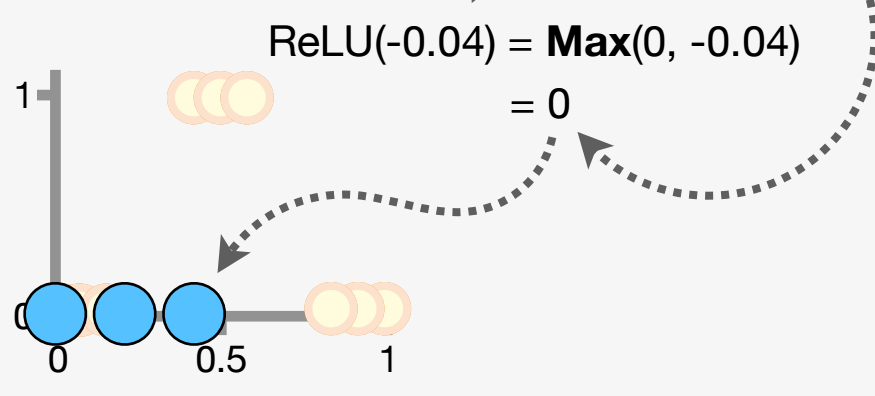 ReLU(-0.04) = Max(0, -0.04)
= 0
1
0
0 0.5 1